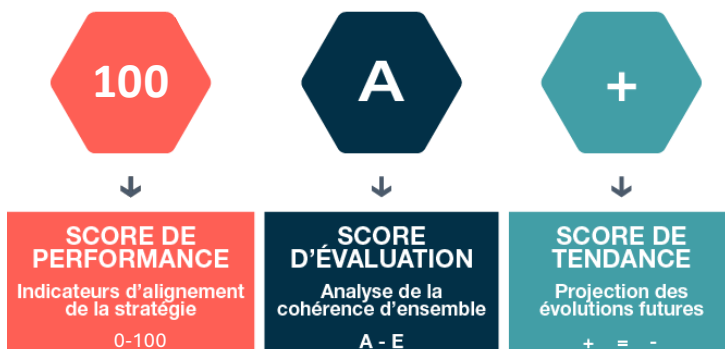 100
A
+
SCORE DE
PERFORMANCE
Indicateurs d'alignement
de la stratégie
0-100
SCORE
D'ÉVALUATION
Analyse de la
cohérence d'ensemble
A - E
SCORE DE
TENDANCE
Projection des
évolutions futures
+ = -